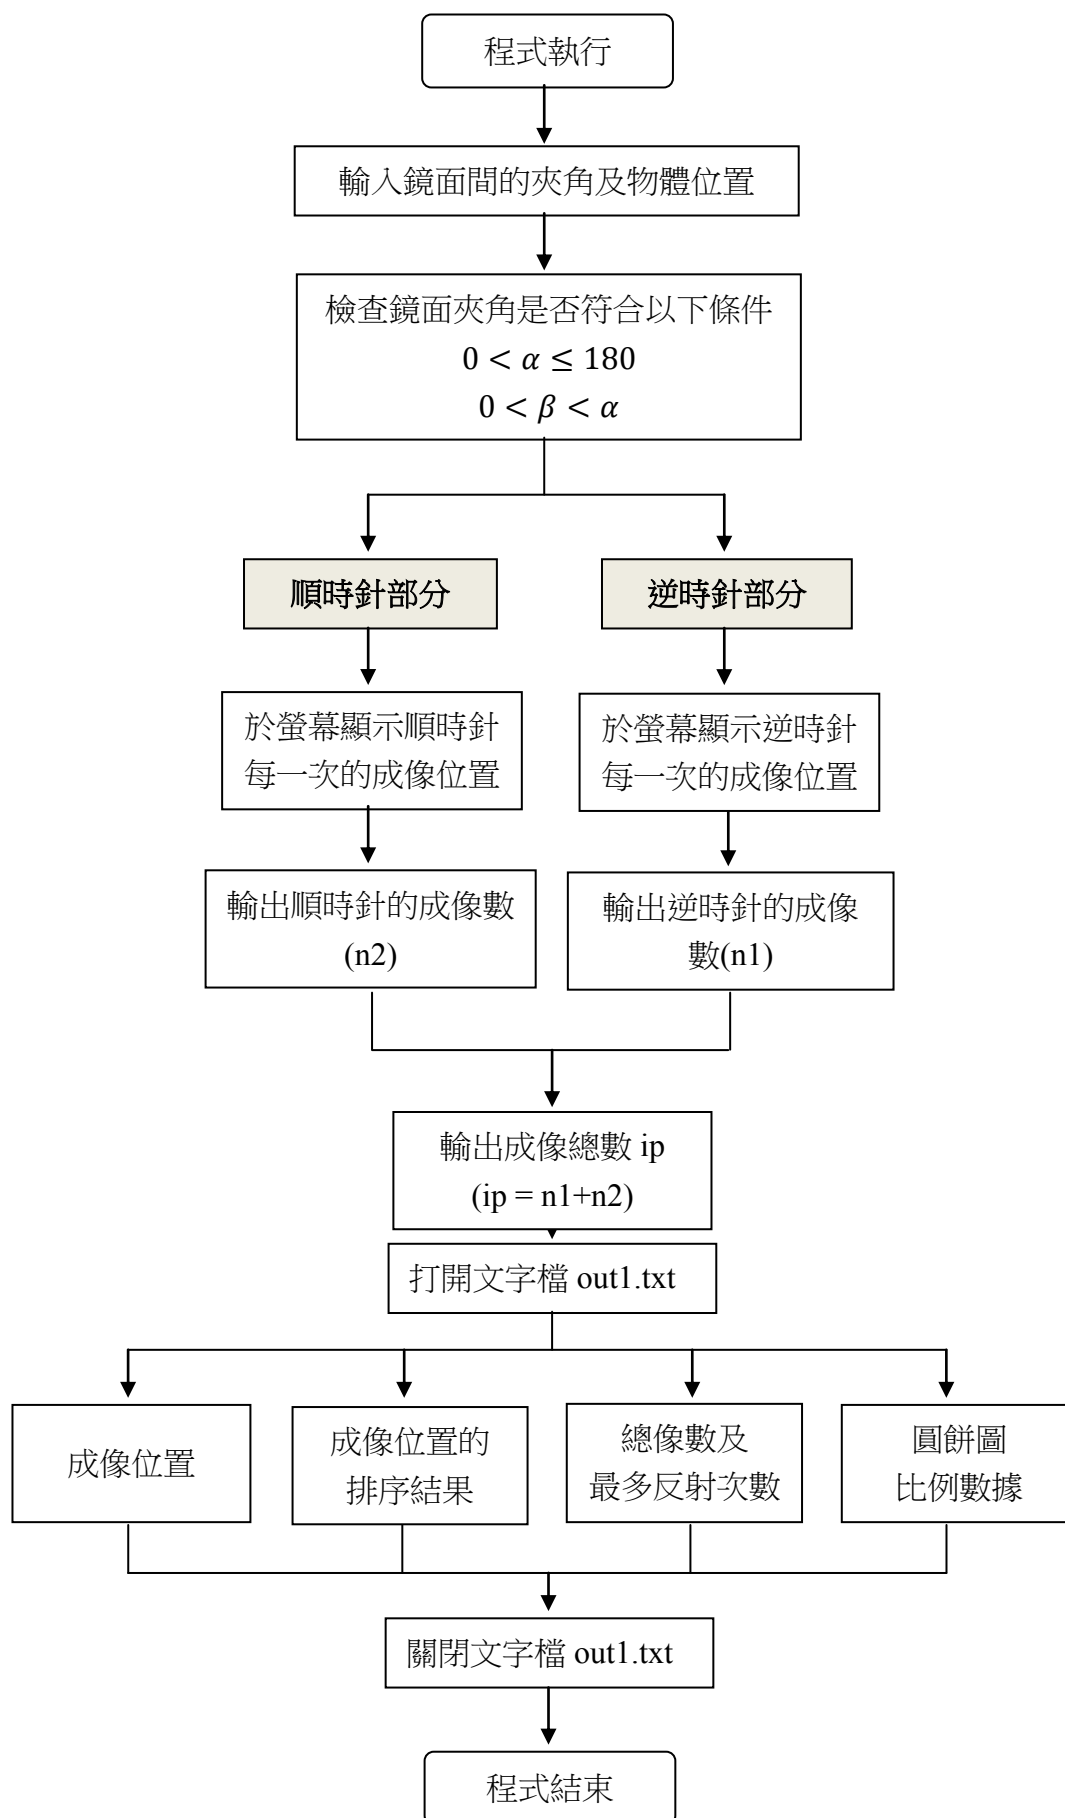 程式執行
輸入鏡面間的夾角及物體位置
檢查鏡面夾角是否符合以下條件
0 < α ≤ 180
0 < β < α
順時針部分
逆時針部分
於螢幕顯示順時針
每一次的成像位置
於螢幕顯示逆時針
每一次的成像位置
輸出順時針的成像數
(n2)
輸出逆時針的成像
數(n1)
輸出成像總數 ip
(ip = n1+n2)
打開文字檔 out1.txt
成像位置
成像位置的
排序結果
總像數及
最多反射次數
圓餅圖
比例數據
關閉文字檔 out1.txt
程式結束